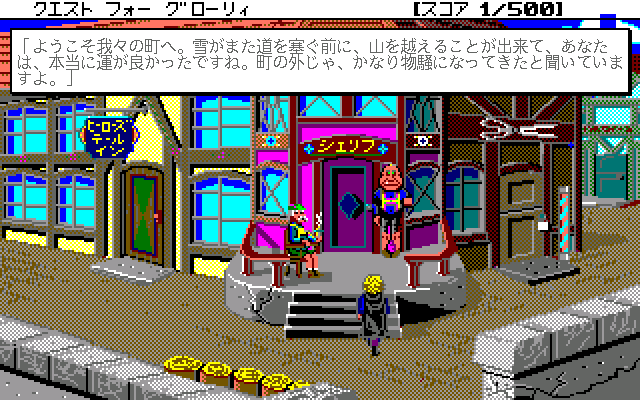 クエスト フォー グローリィ
[スコア 1/500]
「ようこそ我々の町へ。雪がまた道を塞ぐ前に、山を越えることが出来て、あなた
は、本当に運が良かったですね。町の外じゃ、かなり物騒になってきたと聞いていま
すよ。」
ヒーローズ
テール
イン
シェリフ